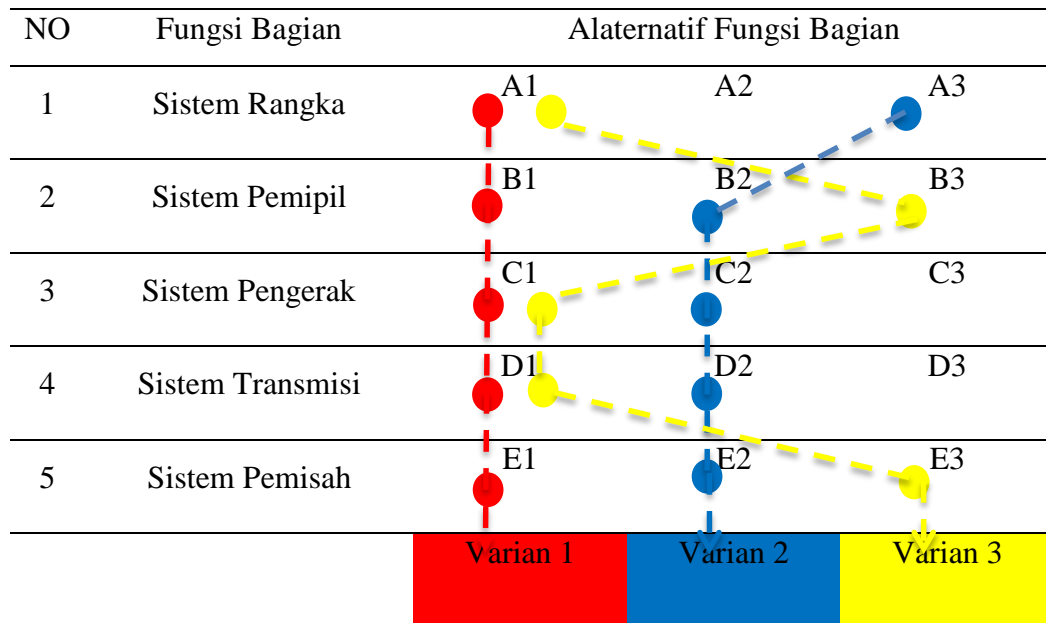 NO Fungsi Bagian Alaternatif Fungsi Bagian
1 Sistem Rangka A1 A2 A3
2 Sistem Pemipil B1 B2 B3
3 Sistem Pengerak C1 C2 C3
4 Sistem Transmisi D1 D2 D3
5 Sistem Pemisah E1 E2 E3
Varian 1 Varian 2 Varian 3